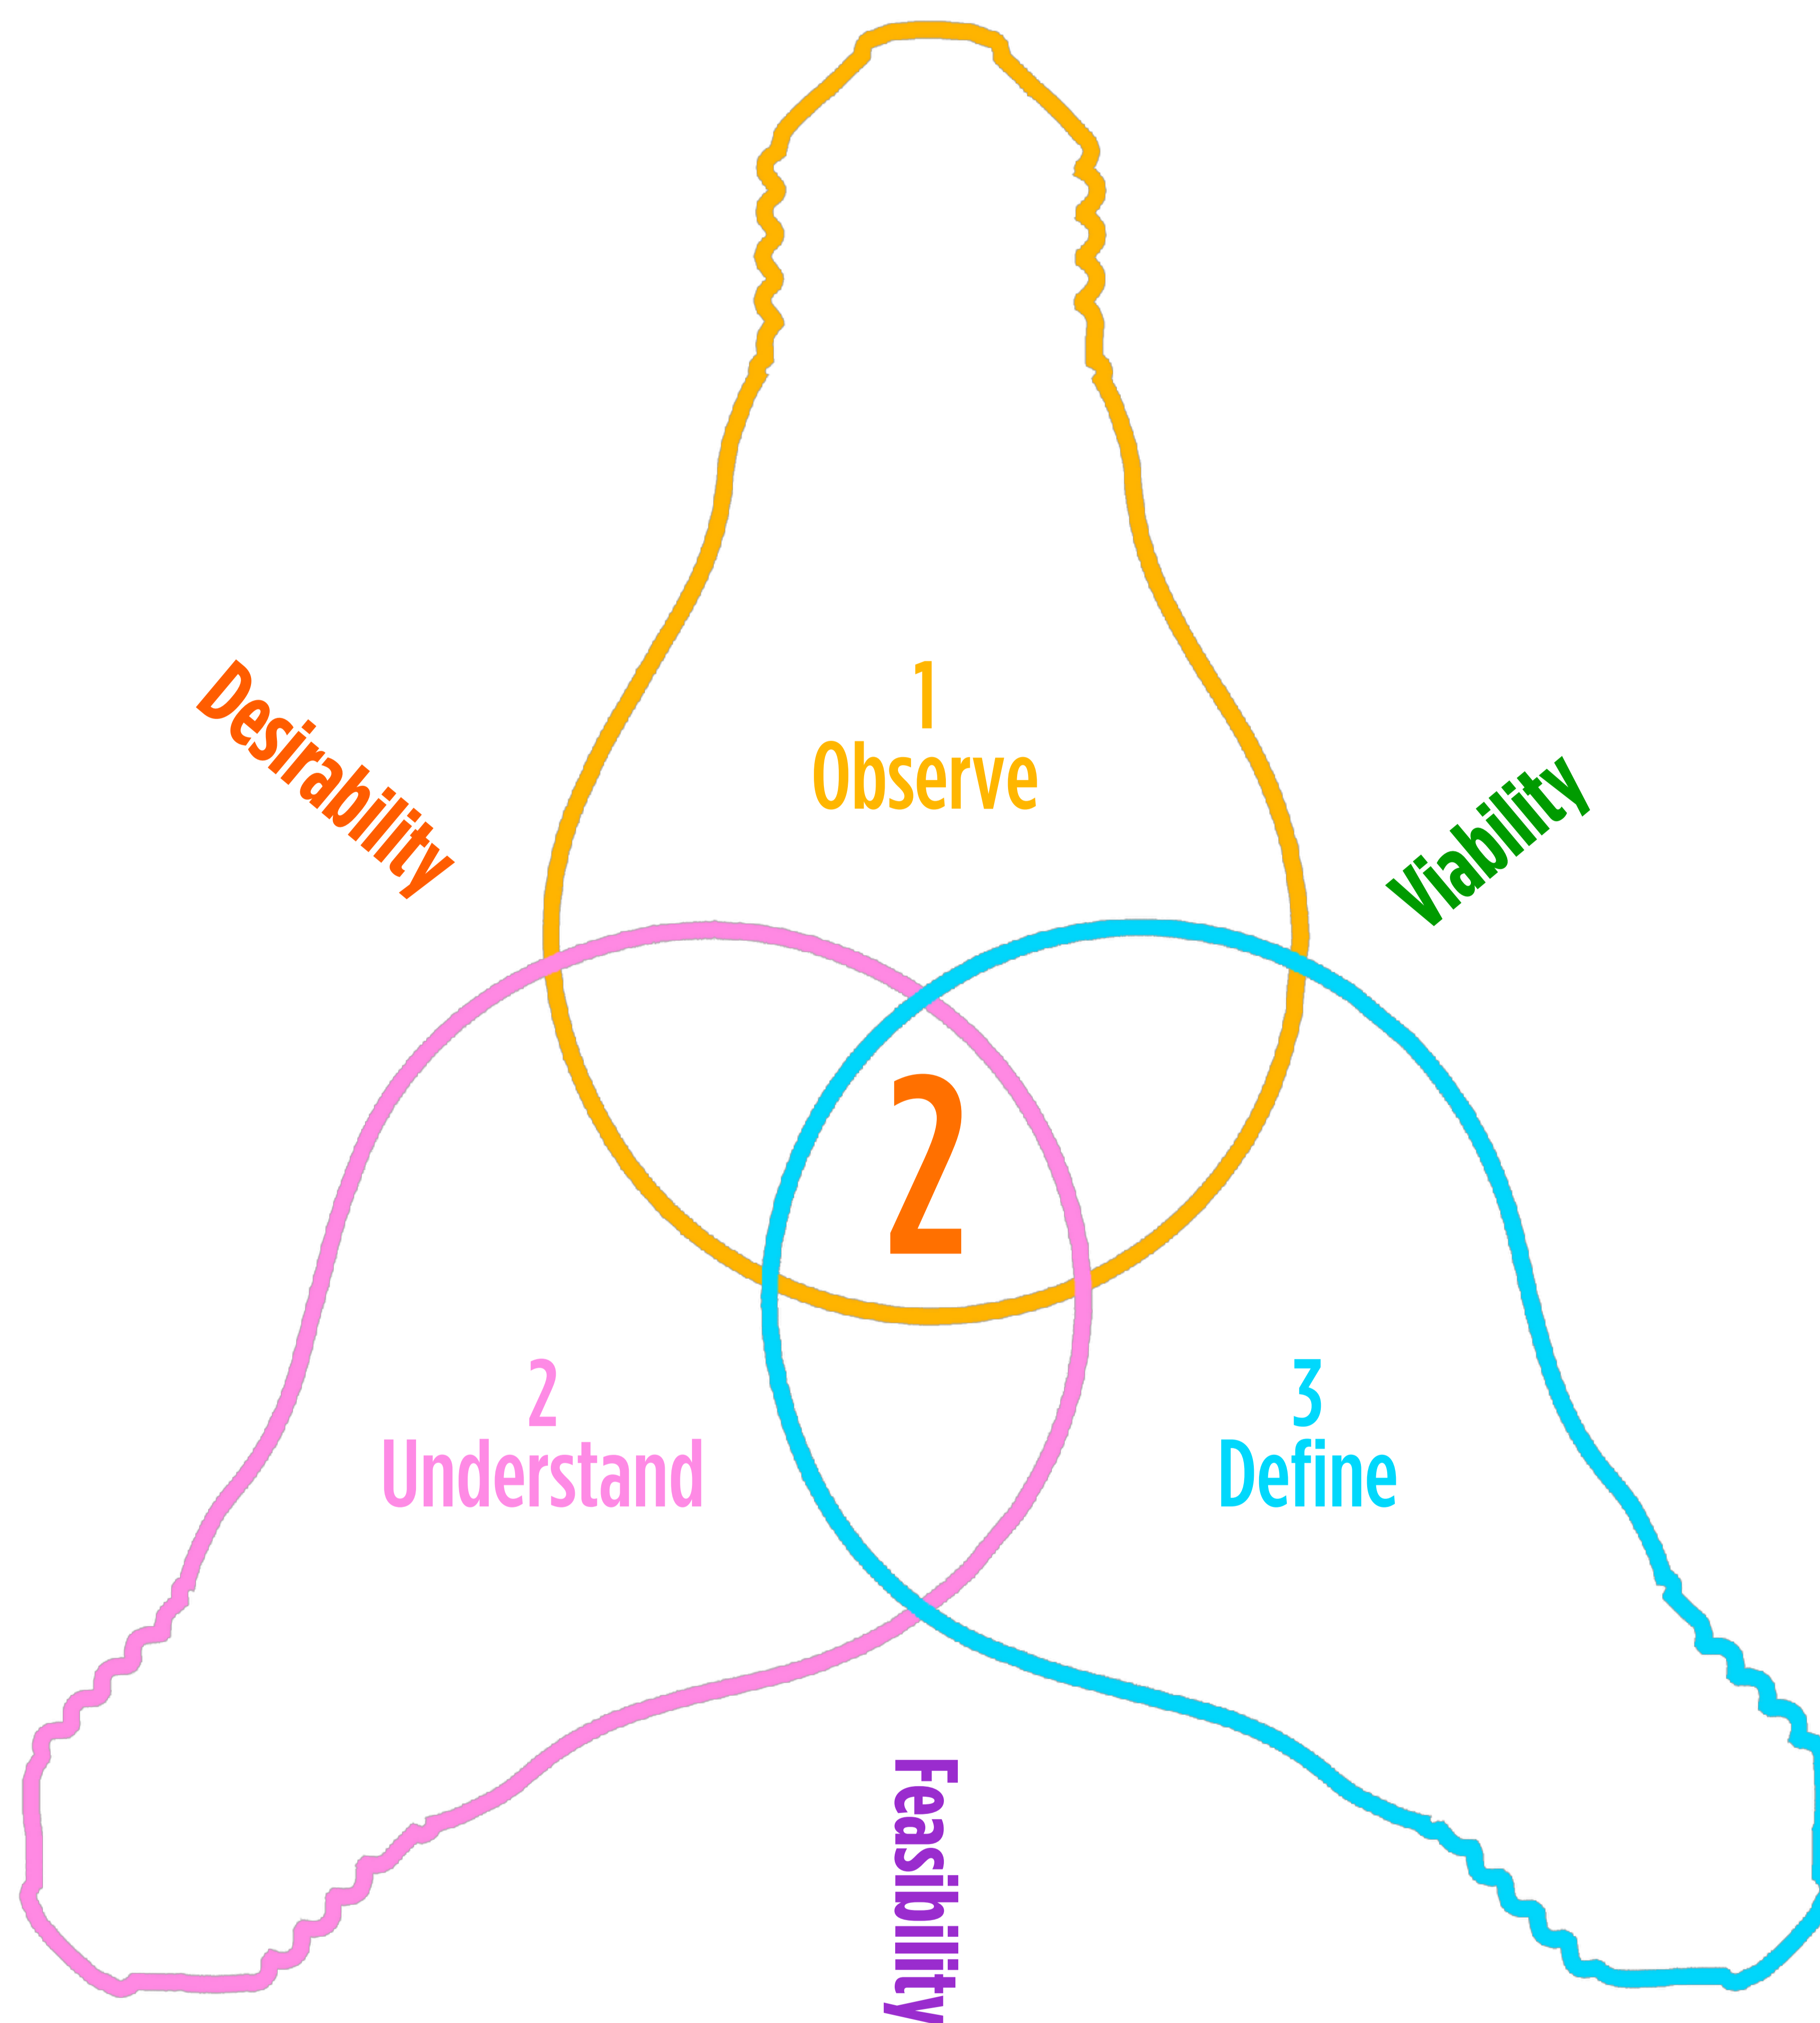 1
Observe
Desirability
Viability
2
2
Understand
3
Define
Feasibility